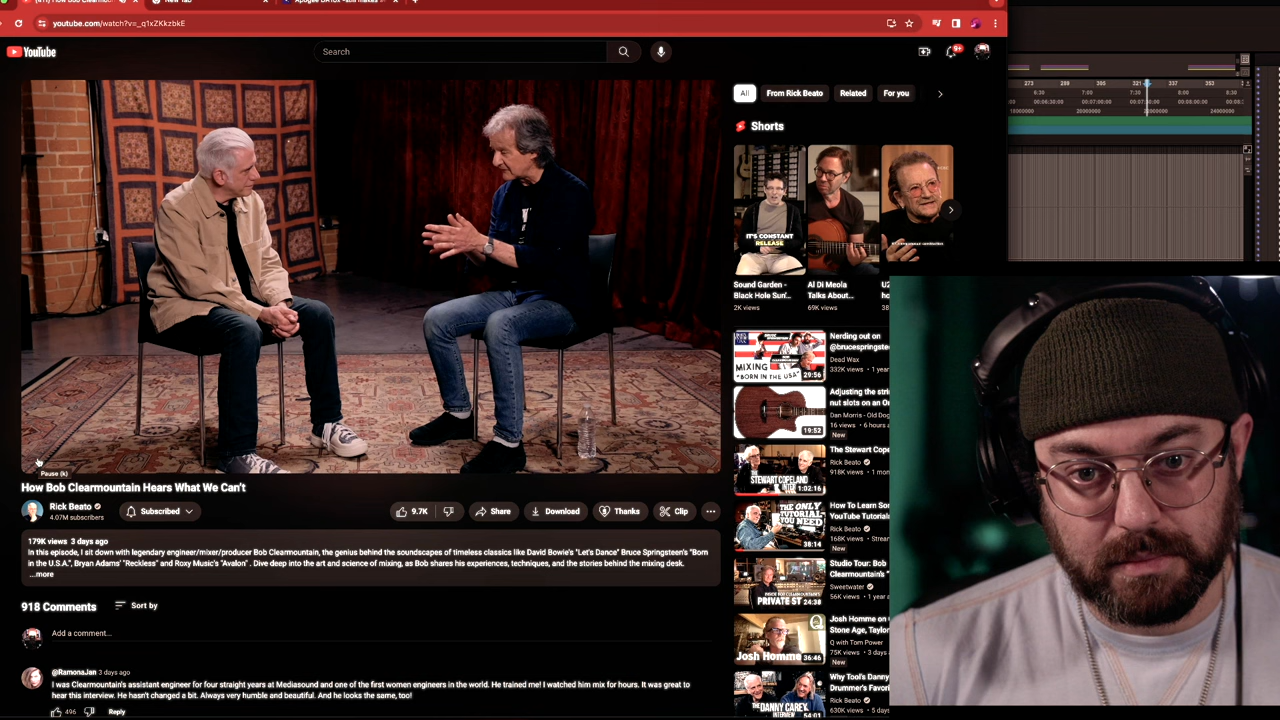 youtube.com/watch?v=_q1xZKkzbkE
YouTube
Search
9+
All
From Rick Beato
Related
For you
Shorts
IT'S CONSTANT
RELEASE
Sound Garden -
Black Hole Sun'...
2K views
Al Di Meola
Talks About...
69K views
Nerding out on
@brucespringstee
Dead Wax
332K views • 1 year
MIXING
"BORN IN THE USA"
29:56
Adjusting the stri
nut slots on an Or
Dan Morris - Old Dog
16 views • 6 hours a
New
19:52
The Stewart Cope
Rick Beato
918K views • 1 mon
THE
STEWART COPELAND
INTERVIEW
1:02:16
How To Learn Son
YouTube Tutorial
Rick Beato
168K views • Stream
New
THE ONLY
TUTORIAL
YOU NEED
38:14
Studio Tour: Bob
Clearmountain's "
Sweetwater
56K views • 1 year a
PRIVATE ST
24:38
Josh Homme on
Stone Age, Taylor
Q with Tom Power
75K views • 3 days
New
Josh Homme
36:46
Why Tool's Danny
Drummer's Favori
Rick Beato
630K views • 5 days
THE
DANNY CAREY
INTERVIEW
54:01
Pause (k)
How Bob Clearmountain Hears What We Can't
Rick Beato
4.07M subscribers
Subscribed
9.7K
Share
Download
Thanks
Clip
179K views 3 days ago
In this episode, I sit down with legendary engineer/mixer/producer Bob Clearmountain, the genius behind the soundscapes of timeless classics like David Bowie's "Let's Dance" Bruce Springsteen's "Born
in the U.S.A.", Bryan Adams' "Reckless" and Roxy Music's "Avalon" . Dive deep into the art and science of mixing, as Bob shares his experiences, techniques, and the stories behind the mixing desk.
...more
918 Comments
Sort by
Add a comment...
@RamonaJan 3 days ago
I was Clearmountain's assistant engineer for four straight years at Mediasound and one of the first women engineers in the world. He trained me! I watched him mix for hours. It was great to
hear this interview. He hasn't changed a bit. Always very humble and beautiful. And he looks the same, too!
496
Reply